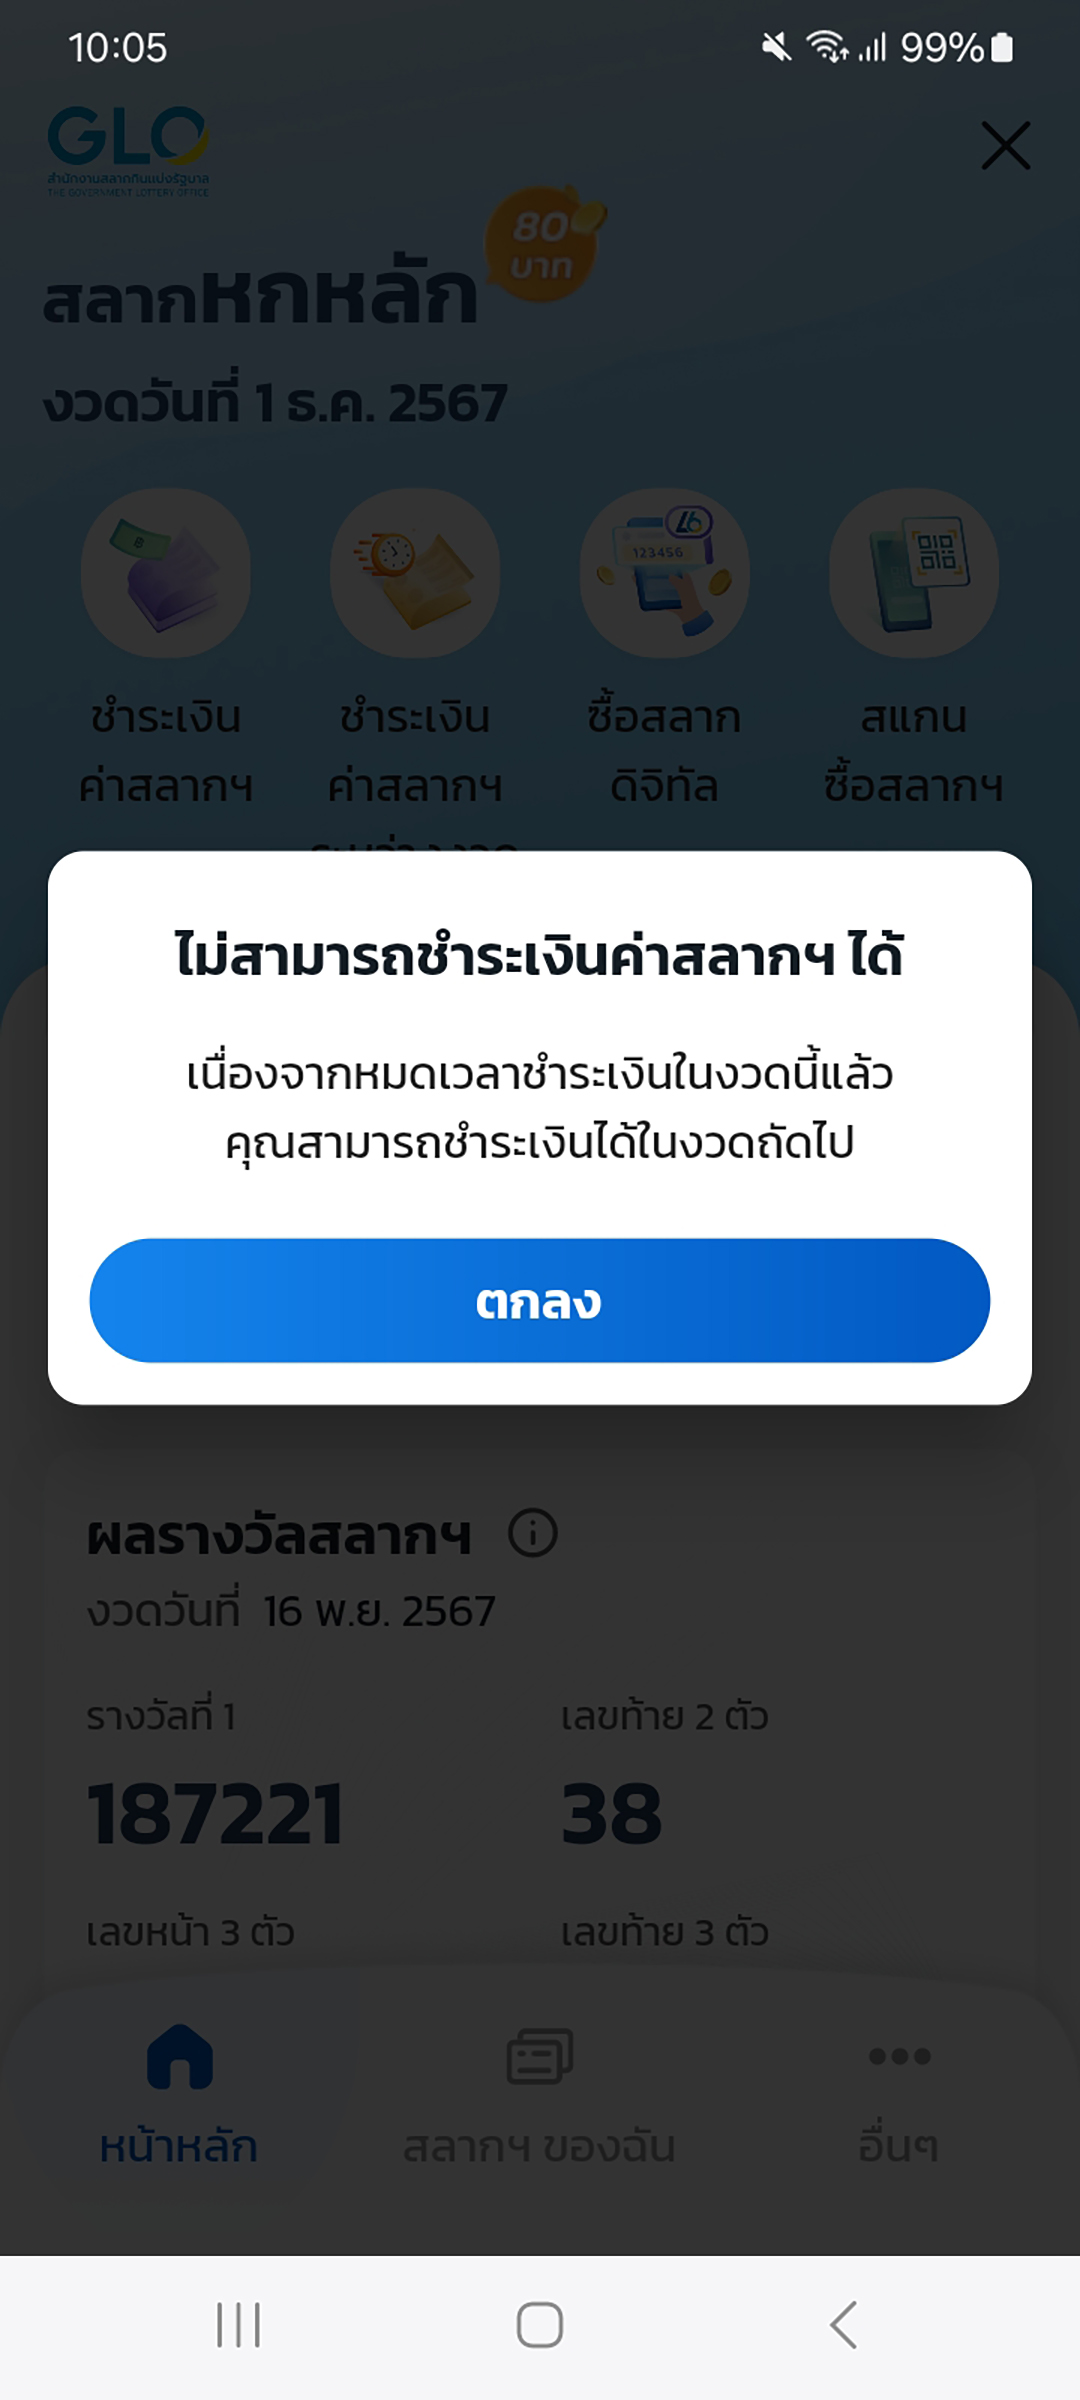 10:05
99%
GLO
สำนักงานสลากกินแบ่งรัฐบาล
THE GOVERNMENT LOTTERY OFFICE
80
บาท
สลากหกหลัก
งวดวันที่ 1 ธ.ค. 2567
123456
L6
ชำระเงิน
ค่าสลากฯ
ชำระเงิน
ค่าสลากฯ
ระหว่างงวด
ซื้อสลาก
ดิจิทัล
สแกน
ซื้อสลากฯ
ไม่สามารถชำระเงินค่าสลากฯ ได้
เนื่องจากหมดเวลาชำระเงินในงวดนี้แล้ว
คุณสามารถชำระเงินได้ในงวดถัดไป
ตกลง
ผลรางวัลสลากฯ
งวดวันที่ 16 พ.ย. 2567
รางวัลที่ 1
เลขท้าย 2 ตัว
187221
38
เลขหน้า 3 ตัว
เลขท้าย 3 ตัว
หน้าหลัก
สลากฯ ของฉัน
อื่นๆ